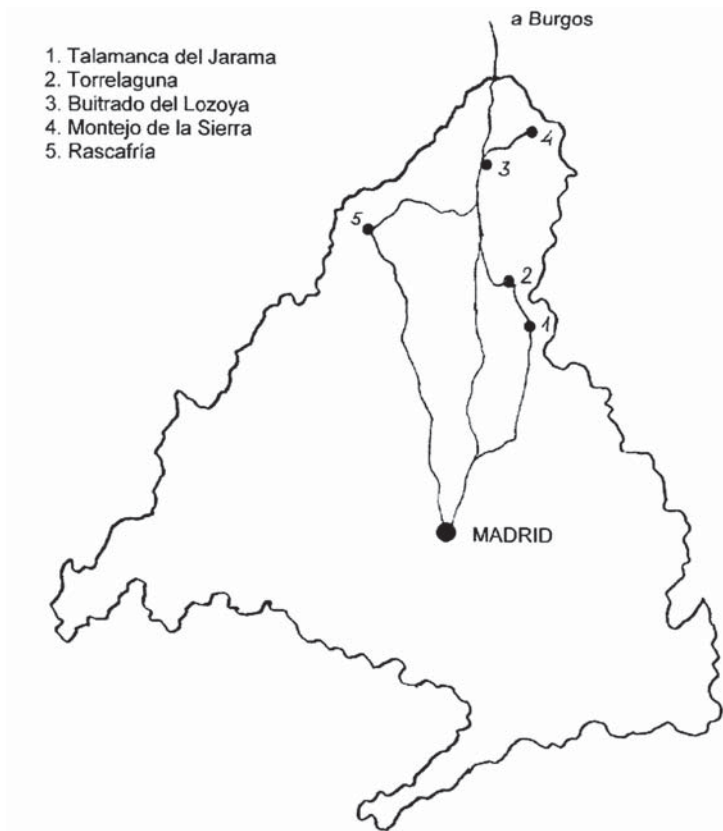 a Burgos
1. Talamanca del Jarama
2. Torrelaguna
3. Buitrado del Lozoya
4. Montejo de la Sierra
5. Rascafría
4
3
5
2
1
MADRID